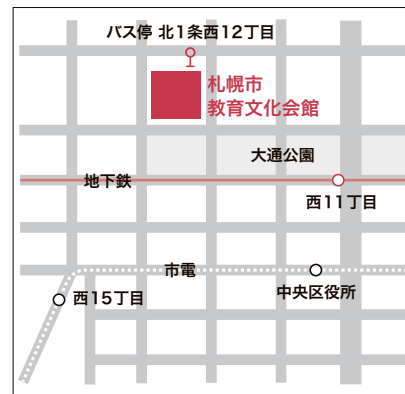 バス停 北1条西12丁目
札幌市
教育文化会館
大通公園
地下鉄
西11丁目
市電
西15丁目
中央区役所